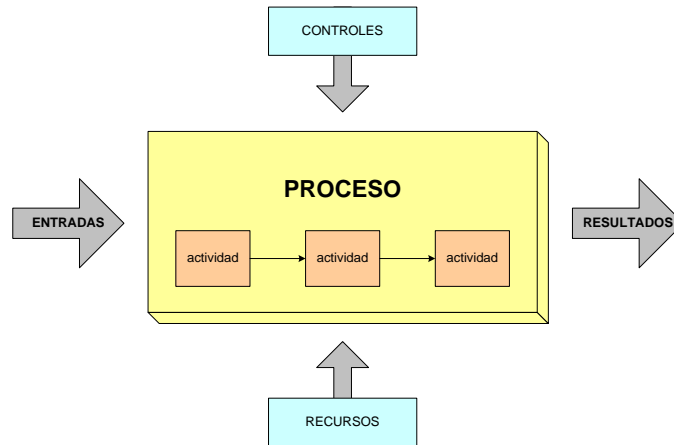 CONTROLES
PROCESO
ENTRADAS
actividad
actividad
actividad
RESULTADOS
RECURSOS